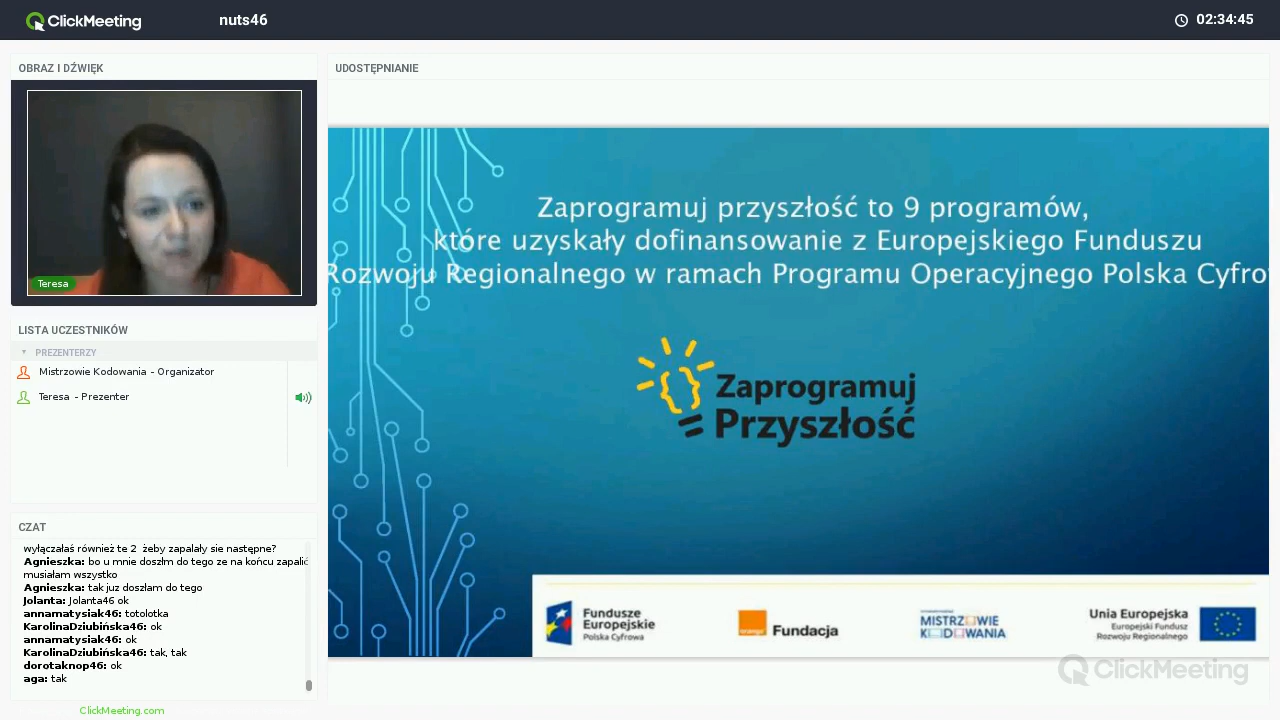 ClickMeeting
nuts46
02:34:45
OBRAZ I DŹWIĘK
Teresa
LISTA UCZESTNIKÓW
PREZENTERZY
Mistrzowie Kodowania - Organizator
Teresa - Prezenter
CZAT
wyłączałaś również te 2 żeby zapalały sie następne?
Agnieszka: bo u mnie doszłm do tego ze na końcu zapalić
musiałam wszystko
Agnieszka: tak juz doszłam do tego
Jolanta: Jolanta46 ok
annamatysiak46: totolotka
KarolinaDziubińska46: ok
annamatysiak46: ok
KarolinaDziubińska46: tak, tak
dorotaknop46: ok
aga: tak
ClickMeeting.com
UDOSTĘPNIANIE
Zaprogramuj przyszłość to 9 programów,
które uzyskały dofinansowanie z Europejskiego Funduszu
Rozwoju Regionalnego w ramach Programu Operacyjnego Polska Cyfro
Zaprogramuj
Przyszłość
Fundusze
Europejskie
Polska Cyfrowa
orange
Fundacja
MISTRZOWIE
KODOWANIA
Unia Europejska
Europejski Fundusz
Rozwoju Regionalnego
ClickMeeting